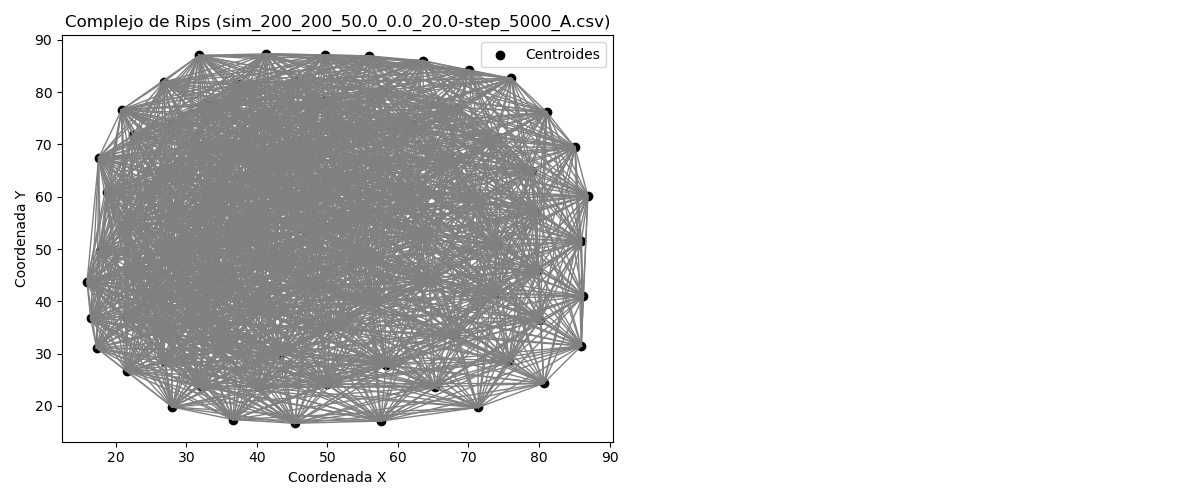 Complejo de Rips (sim_200_200_50.0_0.0_20.0-step_5000_A.csv)
Centroides
Coordenada Y
90
80
70
60
50
40
30
20
20 30 40 50 60 70 80 90
Coordenada X